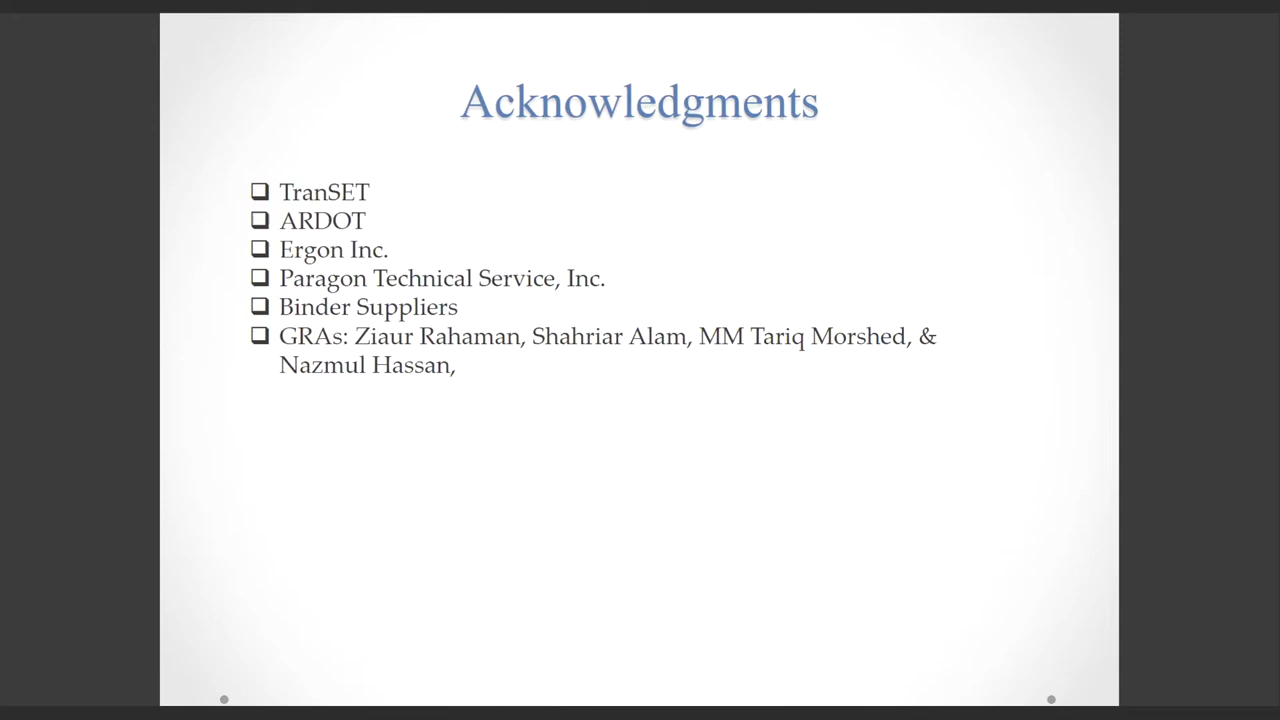 Acknowledgments
❑ TranSET
❑ ARDOT
❑ Ergon Inc.
❑ Paragon Technical Service, Inc.
❑ Binder Suppliers
❑ GRAs: Ziaur Rahaman, Shahriar Alam, MM Tariq Morshed, &
Nazmul Hassan,